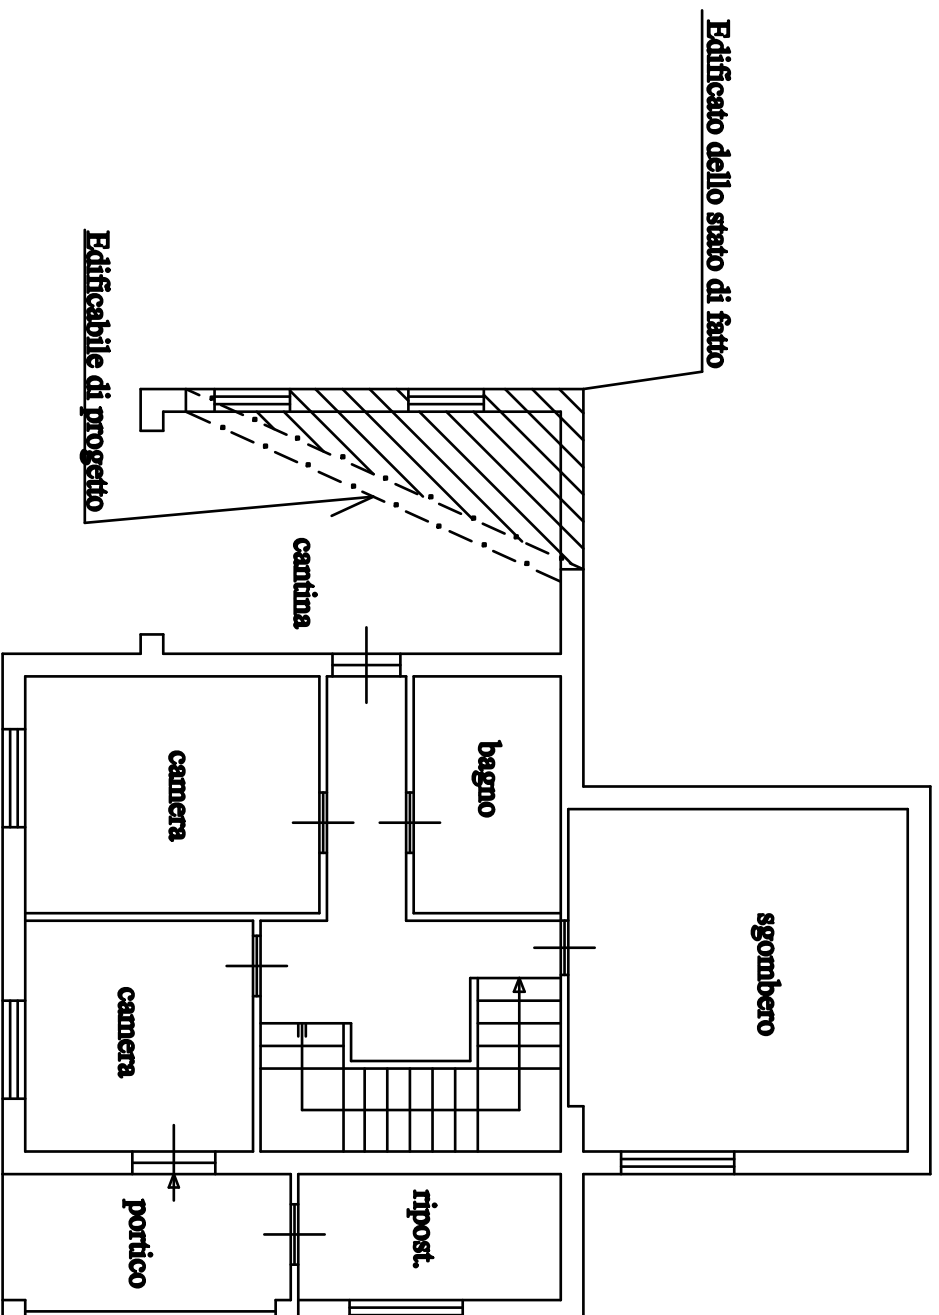 Edificato dello stato di fatto
Edificabile di progetto
cantina
bagno
camera
sgombero
camera
ripost.
portico